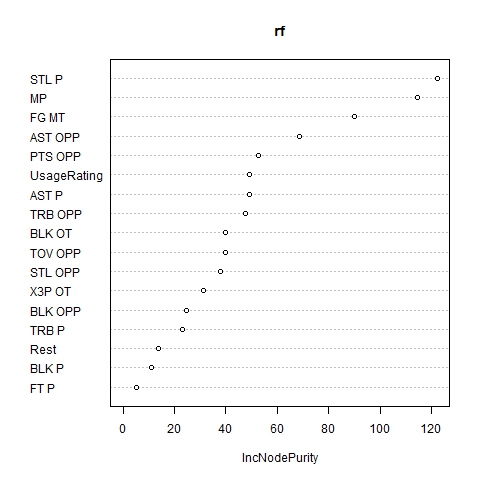 rf
STL P
MP
FG MT
AST OPP
PTS OPP
UsageRating
AST P
TRB OPP
BLK OT
TOV OPP
STL OPP
X3P OT
BLK OPP
TRB P
Rest
BLK P
FT P
0 20 40 60 80 100 120
IncNodePurity